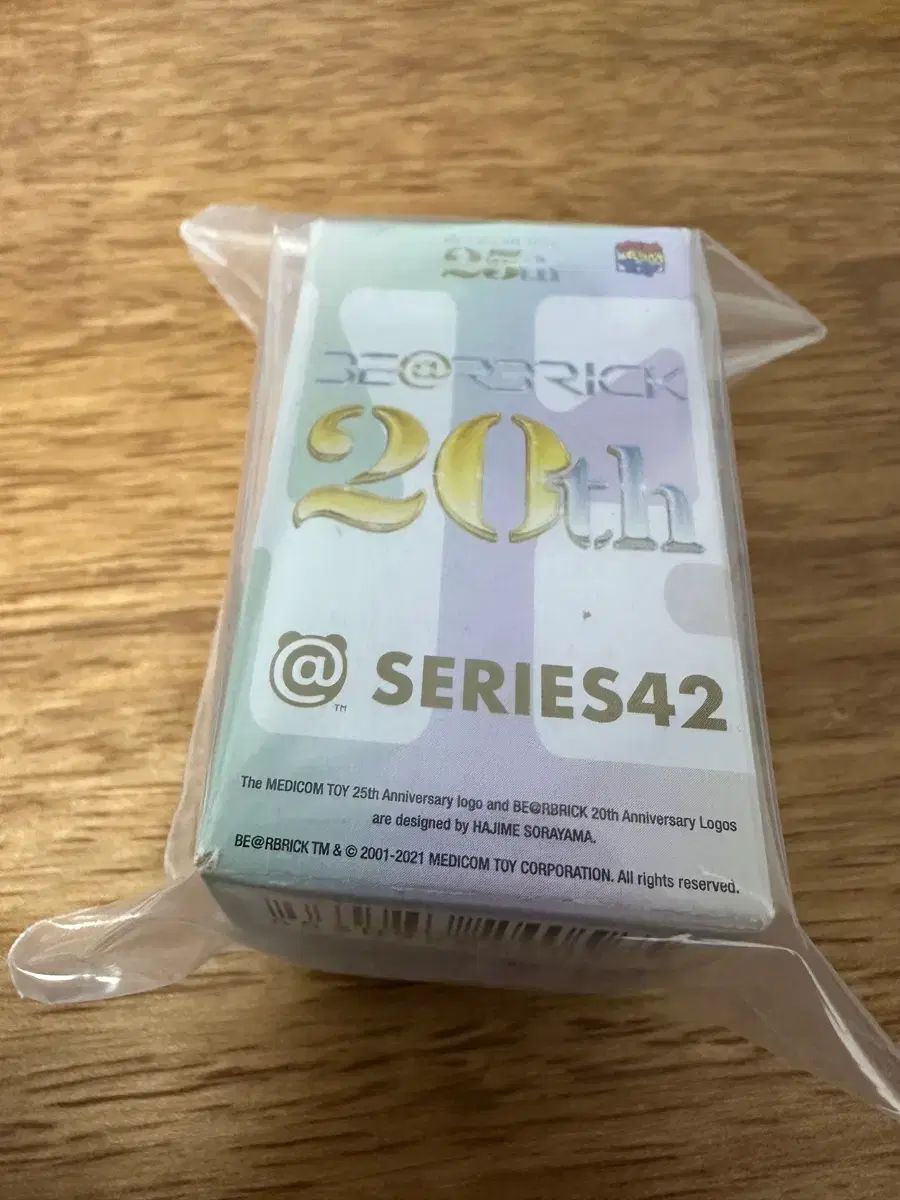 25th
BE@RBRICK
20th
@ SERIES42
TM
The MEDICOM TOY 25th Anniversary logo and BE@RBRICK 20th Anniversary Logos
are designed by HAJIME SORAYAMA.
BE@RBRICK TM & © 2001-2021 MEDICOM TOY CORPORATION. All rights reserved.